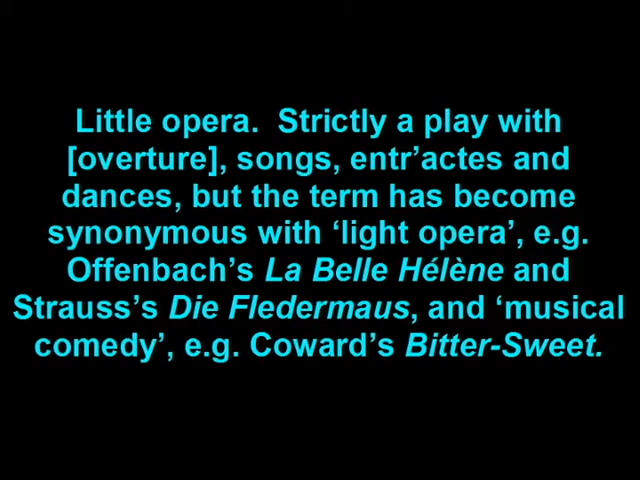 Little opera.  Strictly a play with
[overture], songs, entr’actes and
dances, but the term has become
synonymous with ‘light opera’, e.g.
Offenbach’s La Belle Hélène and
Strauss’s Die Fledermaus, and ‘musical
comedy’, e.g. Coward’s Bitter-Sweet.